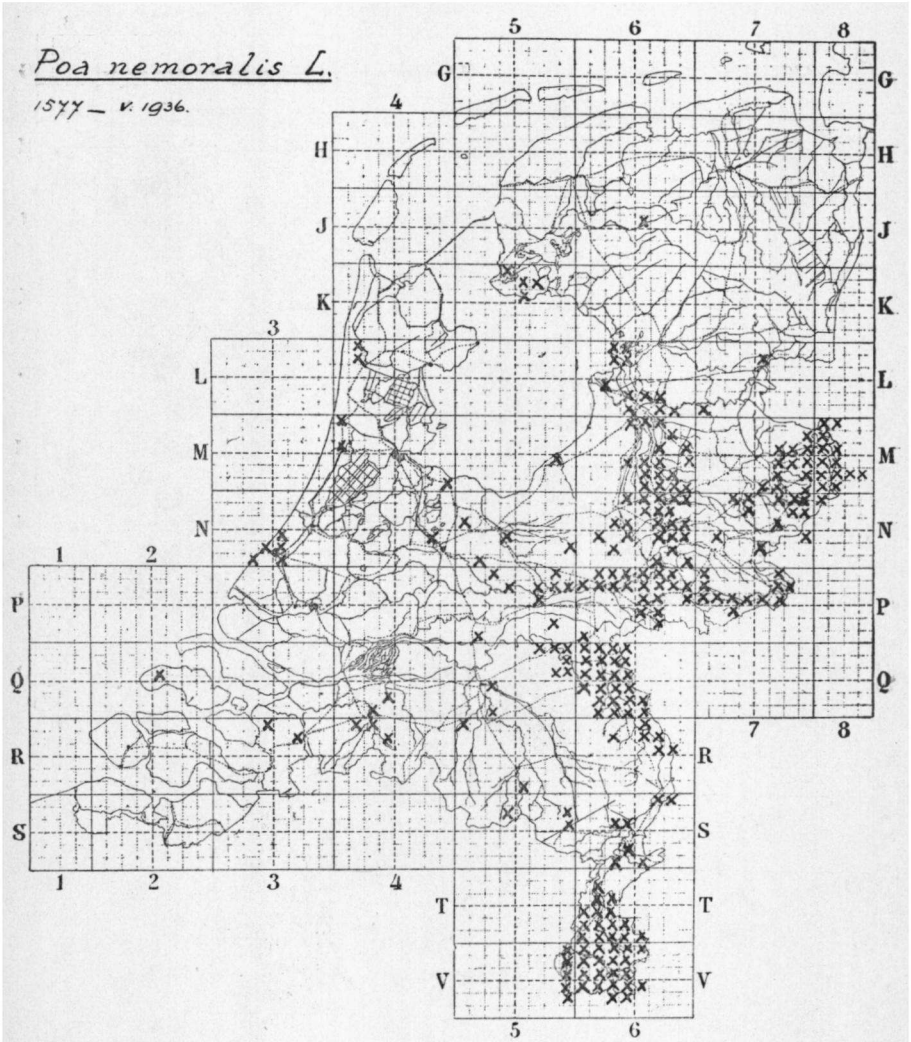 5 6 7 8
Poa nemoralis L.
G G
1577 – v. 1936.
4
H H
J J
K K
3
L L
M M
N N
1 2
P P
Q Q
7 8
R R
S S
1 2 3 4
T T
V V
5 6